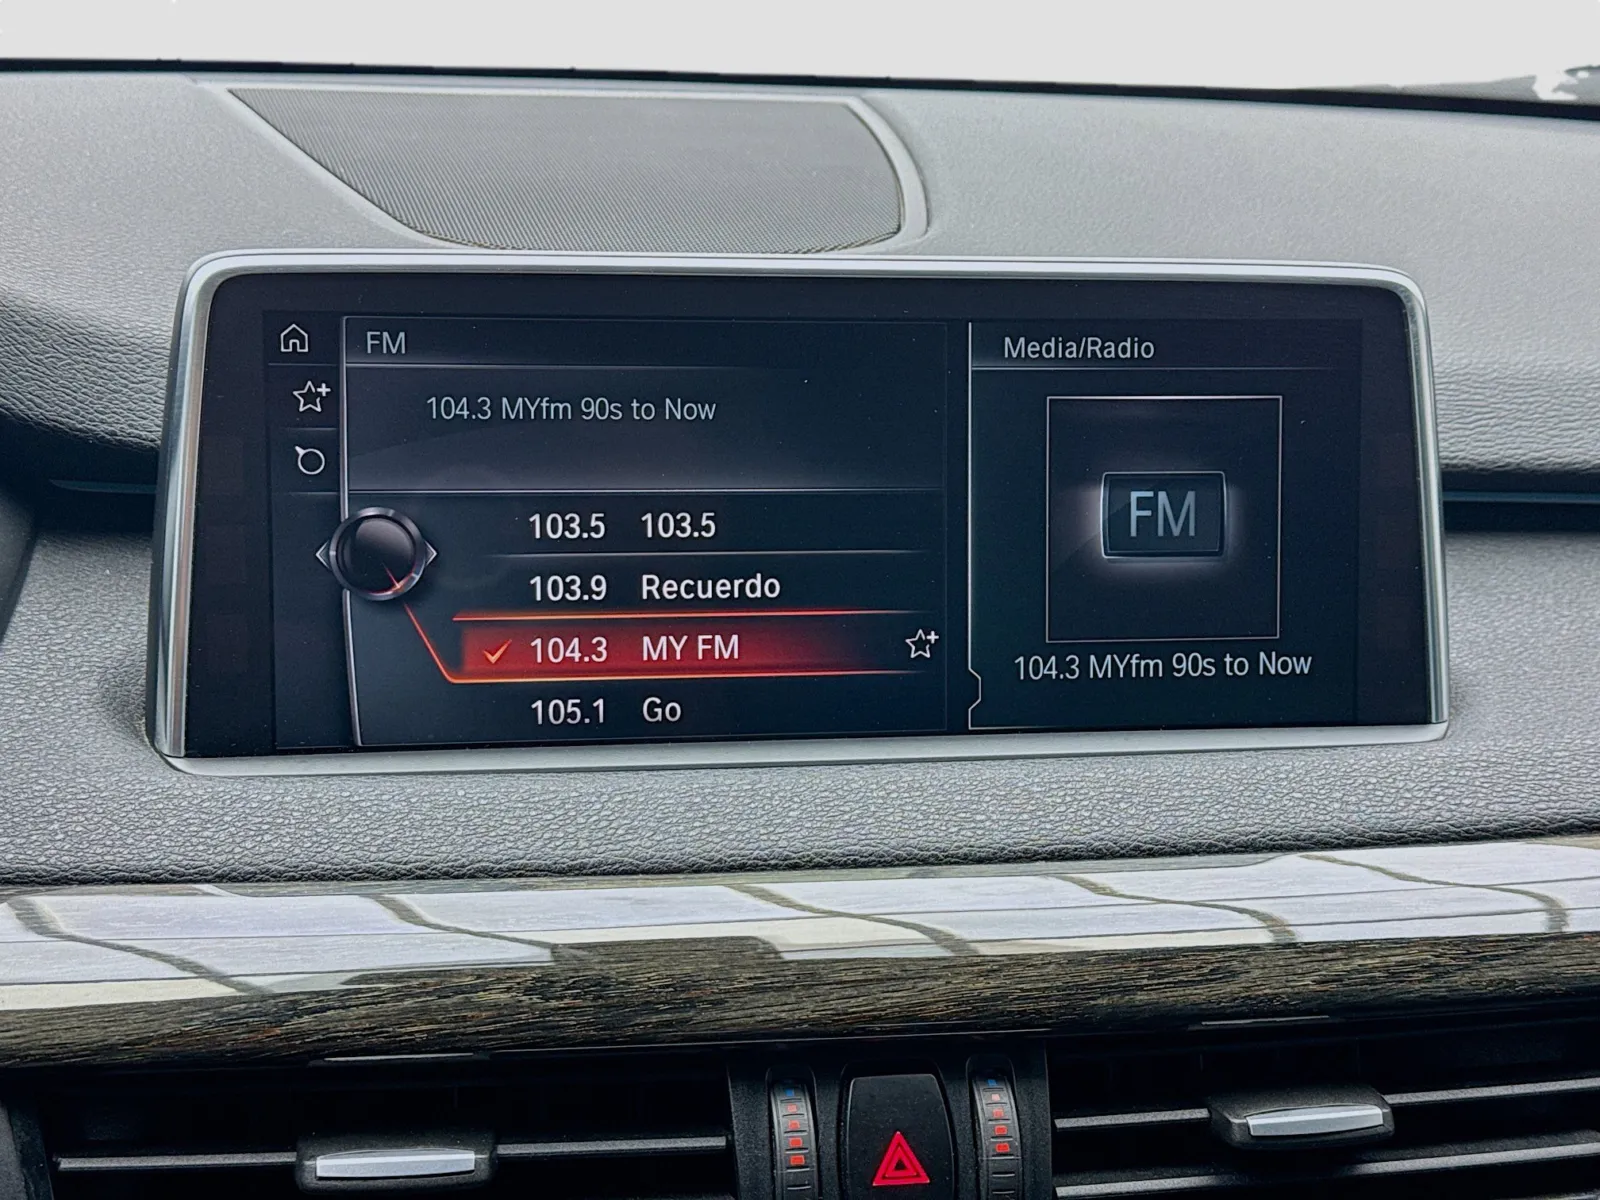 FM
104.3 MYfm 90s to Now
103.5 103.5
103.9 Recuerdo
104.3 MY FM
105.1 Go
Media/Radio
FM
104.3 MYfm 90s to Now